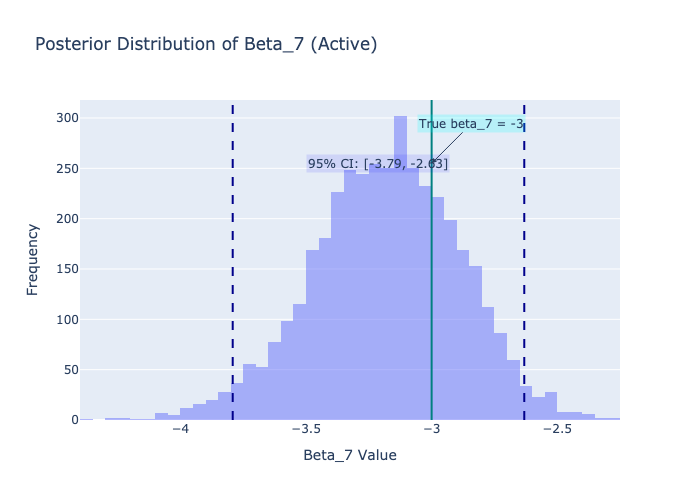 Posterior Distribution of Beta_7 (Active)
300
True beta_7 = -3
95% CI: [-3.79, -2.63]
250
200
Frequency
150
100
50
0
−4
−3.5
−3
−2.5
Beta_7 Value